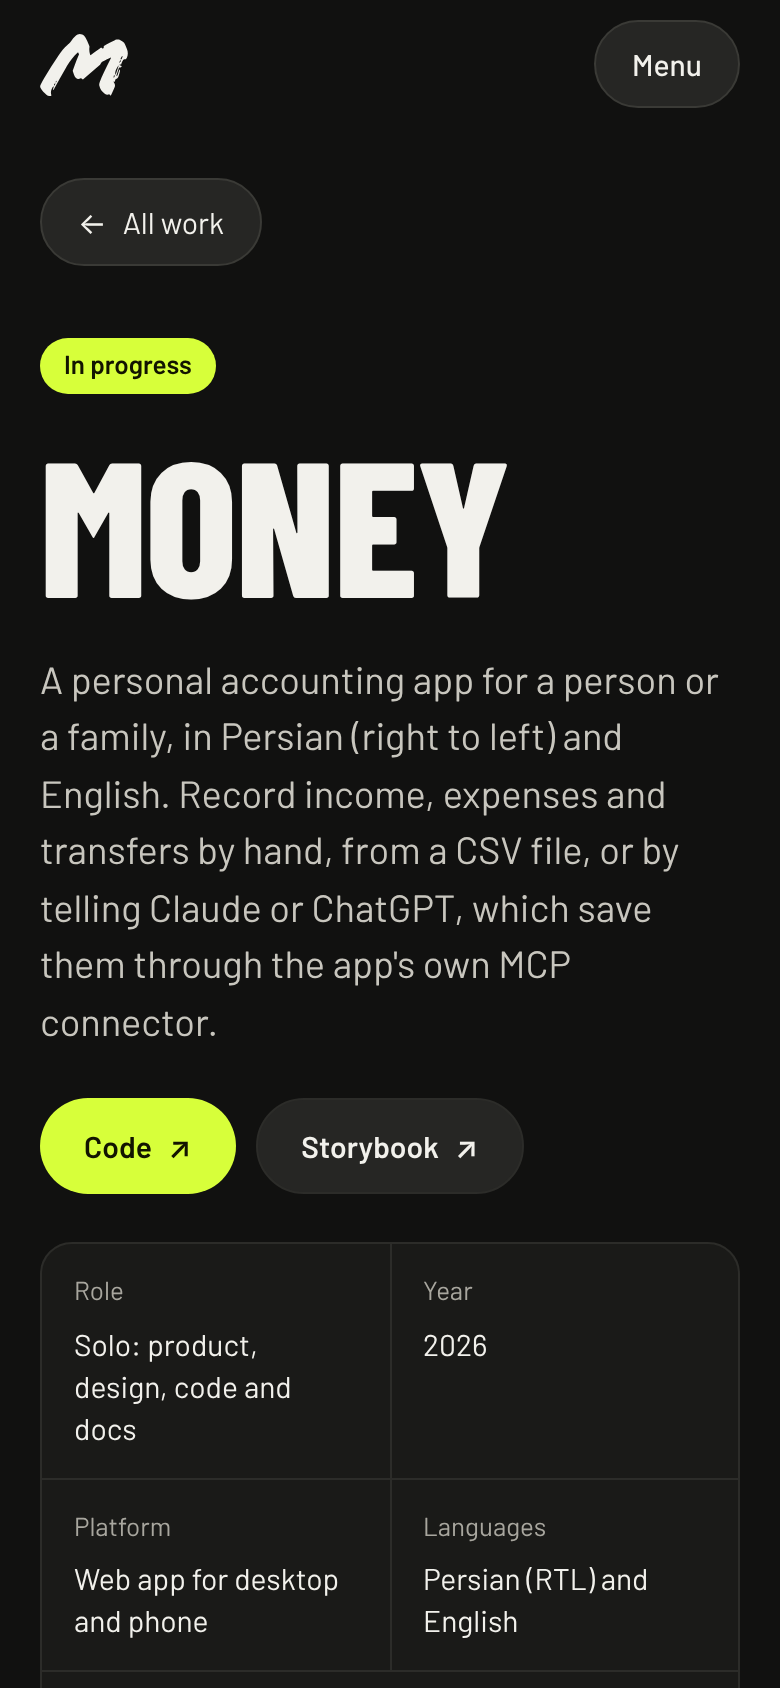 M
Menu
← All work
In progress
MONEY
A personal accounting app for a person or
a family, in Persian (right to left) and
English. Record income, expenses and
transfers by hand, from a CSV file, or by
telling Claude or ChatGPT, which save
them through the app's own MCP
connector.
Code ↗
Storybook ↗
Role
Solo: product,
design, code and
docs
Year
2026
Platform
Web app for desktop
and phone
Languages
Persian (RTL) and
English